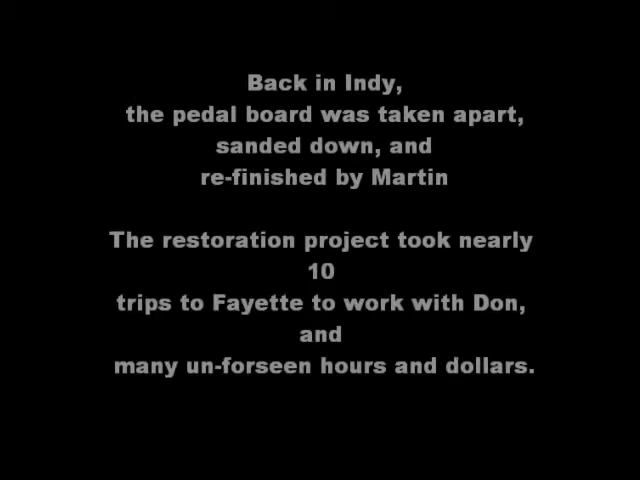 Back in Indy,
the pedal board was taken apart,
sanded down, and
re-finished by Martin
The restoration project took nearly
10
trips to Fayette to work with Don,
and
many un-forseen hours and dollars.